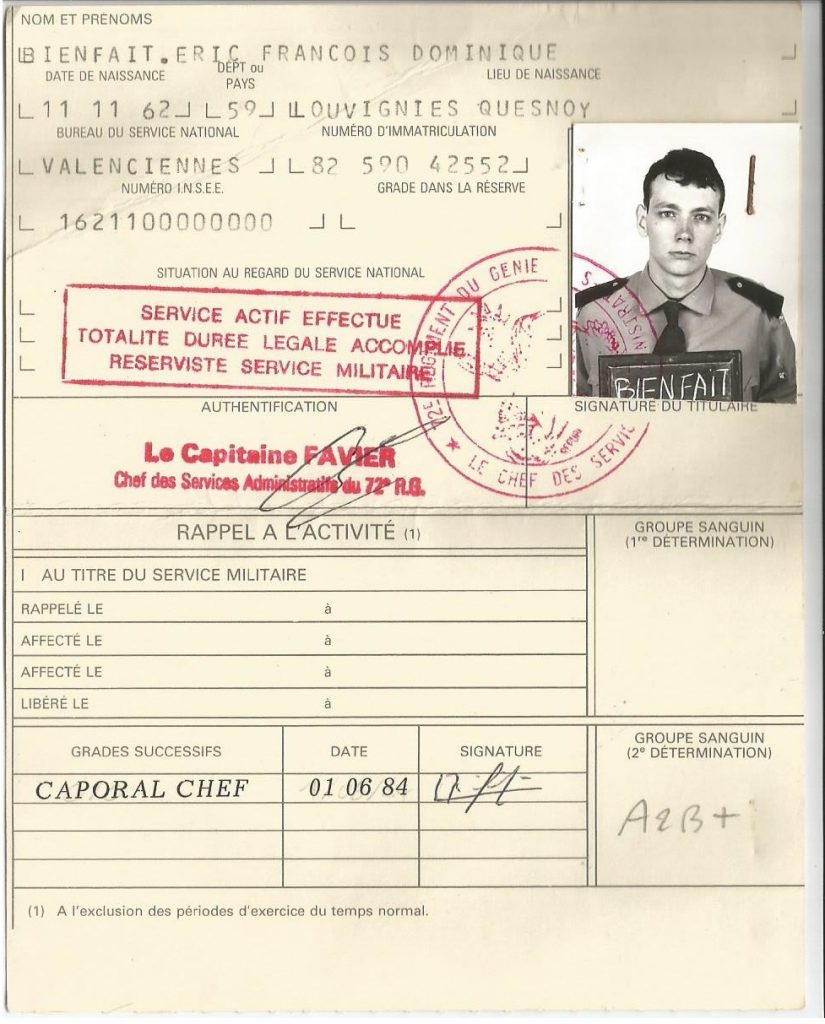 NOM ET PRÉNOMS
BIENFAIT. ERIC FRANCOIS DOMINIQUE
DATE DE NAISSANCE DÉPT ou PAYS LIEU DE NAISSANCE
11 11 62 59 LOUVIGNIES QUESNOY
BUREAU DU SERVICE NATIONAL NUMÉRO D'IMMATRICULATION
VALENCIENNES 82 590 42552
NUMÉRO I.N.S.E.E. GRADE DANS LA RÉSERVE
1621100000000
SITUATION AU REGARD DU SERVICE NATIONAL
SERVICE ACTIF EFFECTUE
TOTALITE DUREE LEGALE ACCOMPLIE
RESERVISTE SERVICE MILITAIRE
DU GENIE
LE CHEF DES SERVIC
BIENFAIT
AUTHENTIFICATION SIGNATURE DU TITULAIRE
Le Capitaine FAVIER
Chef des Services Administratifs du 72e R.G.
RAPPEL A L'ACTIVITÉ (1) GROUPE SANGUIN
(1re DÉTERMINATION)
I AU TITRE DU SERVICE MILITAIRE
RAPPELÉ LE à
AFFECTÉ LE à
AFFECTÉ LE à
LIBÉRÉ LE à
GROUPE SANGUIN
(2e DÉTERMINATION)
GRADES SUCCESSIFS DATE SIGNATURE
CAPORAL CHEF 01 06 84
A2B+
(1) A l'exclusion des périodes d'exercice du temps normal.